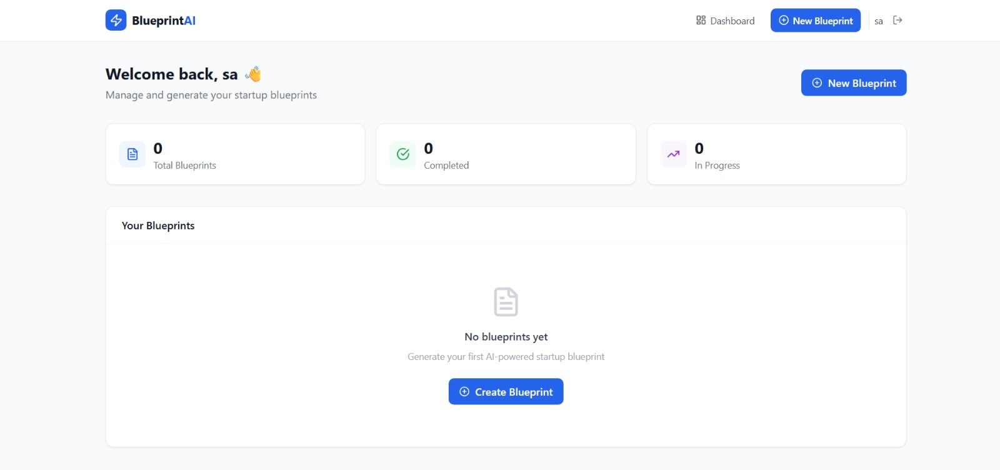 BlueprintAI
Dashboard
New Blueprint
sa
Welcome back, sa 👋
Manage and generate your startup blueprints
New Blueprint
0
Total Blueprints
0
Completed
0
In Progress
Your Blueprints
No blueprints yet
Generate your first AI-powered startup blueprint
Create Blueprint